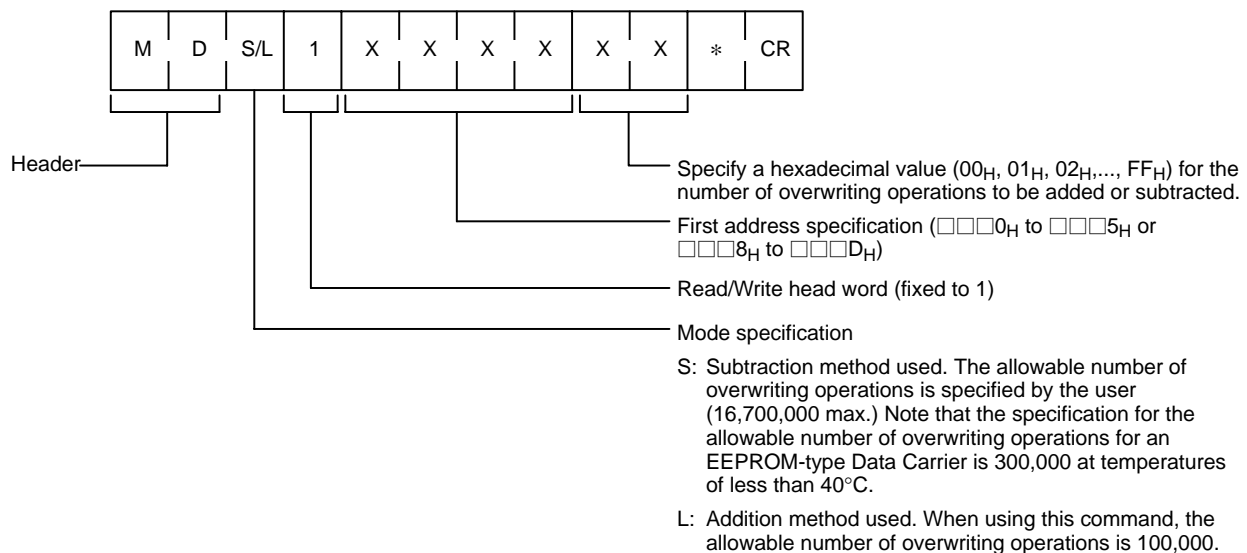 M D S/L 1 X X X X X X * CR
Header
Specify a hexadecimal value (00H, 01H, 02H,..., FFH) for the
number of overwriting operations to be added or subtracted.
First address specification (□□□0H to □□□5H or
□□□8H to □□□DH)
Read/Write head word (fixed to 1)
Mode specification
S: Subtraction method used. The allowable number of
overwriting operations is specified by the user
(16,700,000 max.) Note that the specification for the
allowable number of overwriting operations for an
EEPROM-type Data Carrier is 300,000 at temperatures
of less than 40°C.
L: Addition method used. When using this command, the
allowable number of overwriting operations is 100,000.